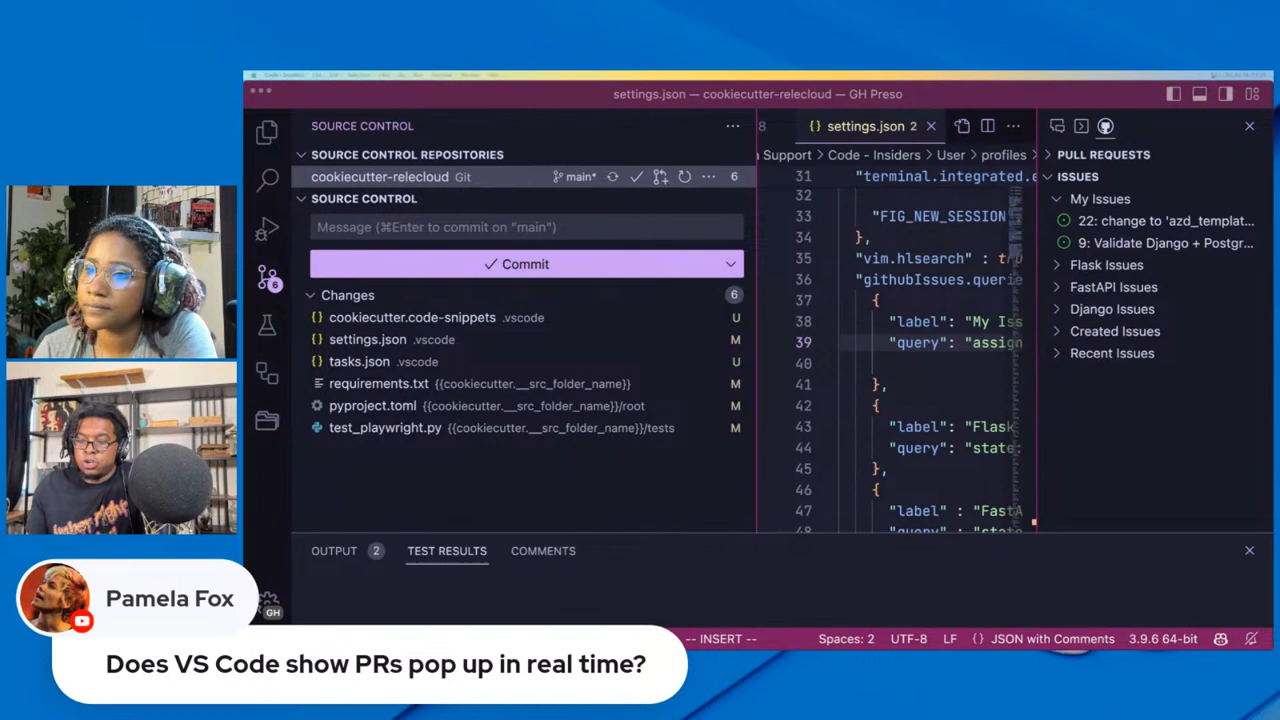 settings.json — cookiecutter-relecloud — GH Preso
SOURCE CONTROL
SOURCE CONTROL REPOSITORIES
cookiecutter-relecloud Git
main*
6
SOURCE CONTROL
Message (⌘Enter to commit on "main")
Commit
Changes
6
cookiecutter.code-snippets .vscode U
settings.json .vscode M
tasks.json .vscode U
requirements.txt {{cookiecutter.__src_folder_name}} M
pyproject.toml {{cookiecutter.__src_folder_name}}/root M
test_playwright.py {{cookiecutter.__src_folder_name}}/tests M
6
GH
8
{} settings.json 2
Support > Code - Insiders > User > profiles >
31 "terminal.integrated.e
32
33 "FIG_NEW_SESSION
34 },
35 "vim.hlsearch" :
36 "githubIssues.querie
37 {
38 "label": "My Iss
39 "query": "assign
40
41 },
42 {
43 "label": "Flask
44 "query": "state:
45 },
46 {
47 "label" : "FastA
48
PULL REQUESTS
ISSUES
My Issues
22: change to 'azd_templat...
9: Validate Django + Postgr...
Flask Issues
FastAPI Issues
Django Issues
Created Issues
Recent Issues
OUTPUT 2 TEST RESULTS COMMENTS
-- INSERT -- Spaces: 2 UTF-8 LF {} JSON with Comments 3.9.6 64-bit
Pamela Fox
Does VS Code show PRs pop up in real time?